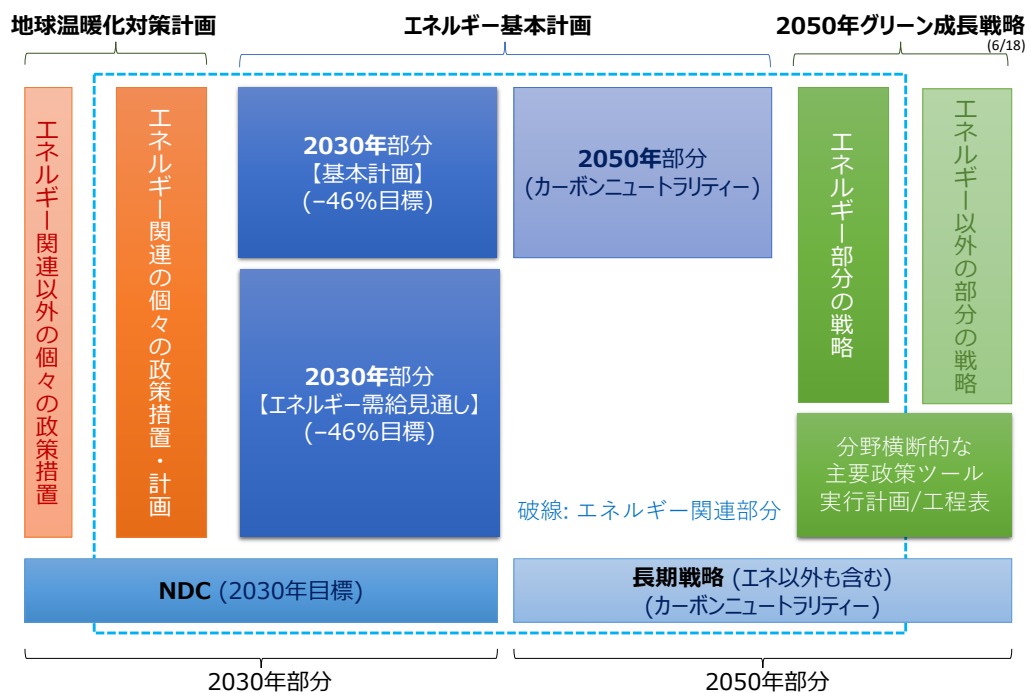 地球温暖化対策計画
エネルギー基本計画
2050年グリーン成長戦略
(6/18)
エネルギー関連以外の個々の政策措置
エネルギー関連の個々の政策措置・計画
2030年部分
【基本計画】
(−46%目標)
2050年部分
(カーボンニュートラリティー)
エネルギー部分の戦略
エネルギー以外の部分の戦略
2030年部分
【エネルギー需給見通し】
(−46%目標)
分野横断的な
主要政策ツール
実行計画/工程表
破線: エネルギー関連部分
NDC (2030年目標)
長期戦略 (エネ以外も含む)
(カーボンニュートラリティー)
2030年部分
2050年部分